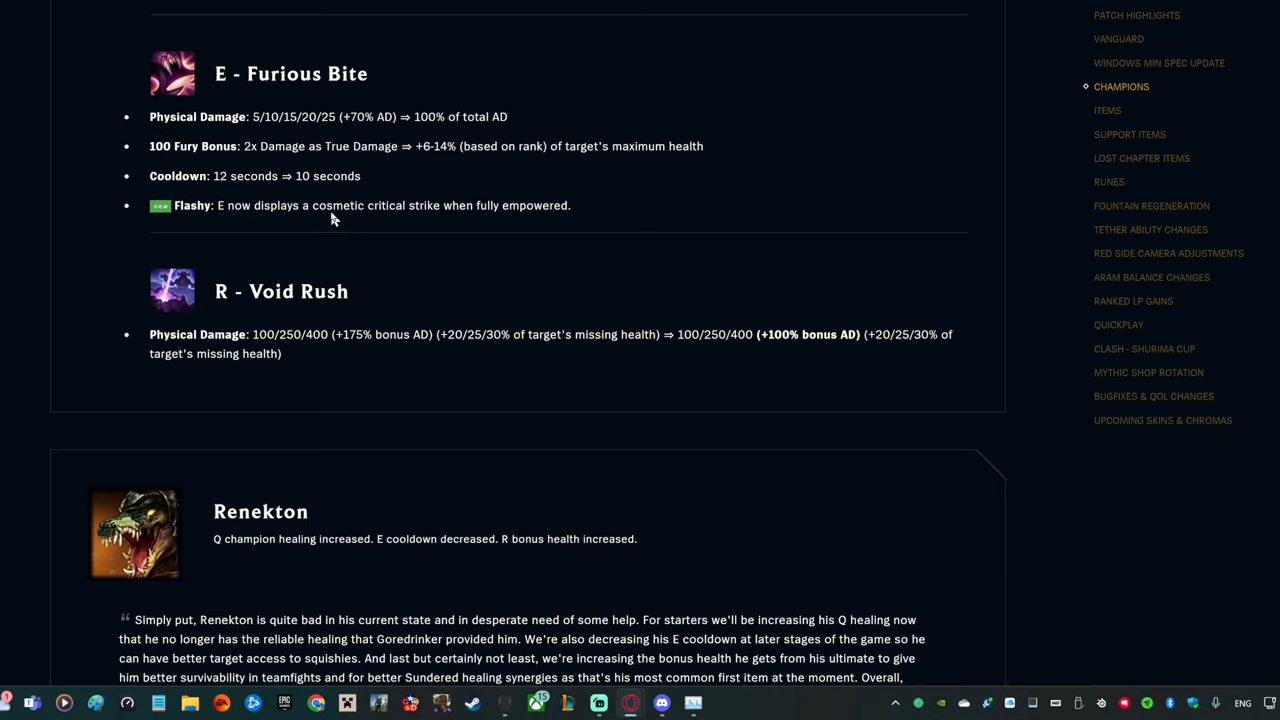 PATCH HIGHLIGHTS
VANGUARD
WINDOWS MIN SPEC UPDATE
CHAMPIONS
ITEMS
SUPPORT ITEMS
LOST CHAPTER ITEMS
RUNES
FOUNTAIN REGENERATION
TETHER ABILITY CHANGES
RED SIDE CAMERA ADJUSTMENTS
ARAM BALANCE CHANGES
RANKED LP GAINS
QUICKPLAY
CLASH - SHURIMA CUP
MYTHIC SHOP ROTATION
BUGFIXES & QOL CHANGES
UPCOMING SKINS & CHROMAS
E - Furious Bite
• Physical Damage: 5/10/15/20/25 (+70% AD) ⇒ 100% of total AD
• 100 Fury Bonus: 2x Damage as True Damage ⇒ +6-14% (based on rank) of target's maximum health
• Cooldown: 12 seconds ⇒ 10 seconds
• new Flashy: E now displays a cosmetic critical strike when fully empowered.
R - Void Rush
• Physical Damage: 100/250/400 (+175% bonus AD) (+20/25/30% of target's missing health) ⇒ 100/250/400 (+100% bonus AD) (+20/25/30% of
target's missing health)
Renekton
Q champion healing increased. E cooldown decreased. R bonus health increased.
“ Simply put, Renekton is quite bad in his current state and in desperate need of some help. For starters we'll be increasing his Q healing now
that he no longer has the reliable healing that Goredrinker provided him. We're also decreasing his E cooldown at later stages of the game so he
can have better target access to squishies. And last but certainly not least, we're increasing the bonus health he gets from his ultimate to give
him better survivability in teamfights and for better Sundered healing synergies as that's his most common first item at the moment. Overall,
1
EA
EPIC
GAMES
15
ENG